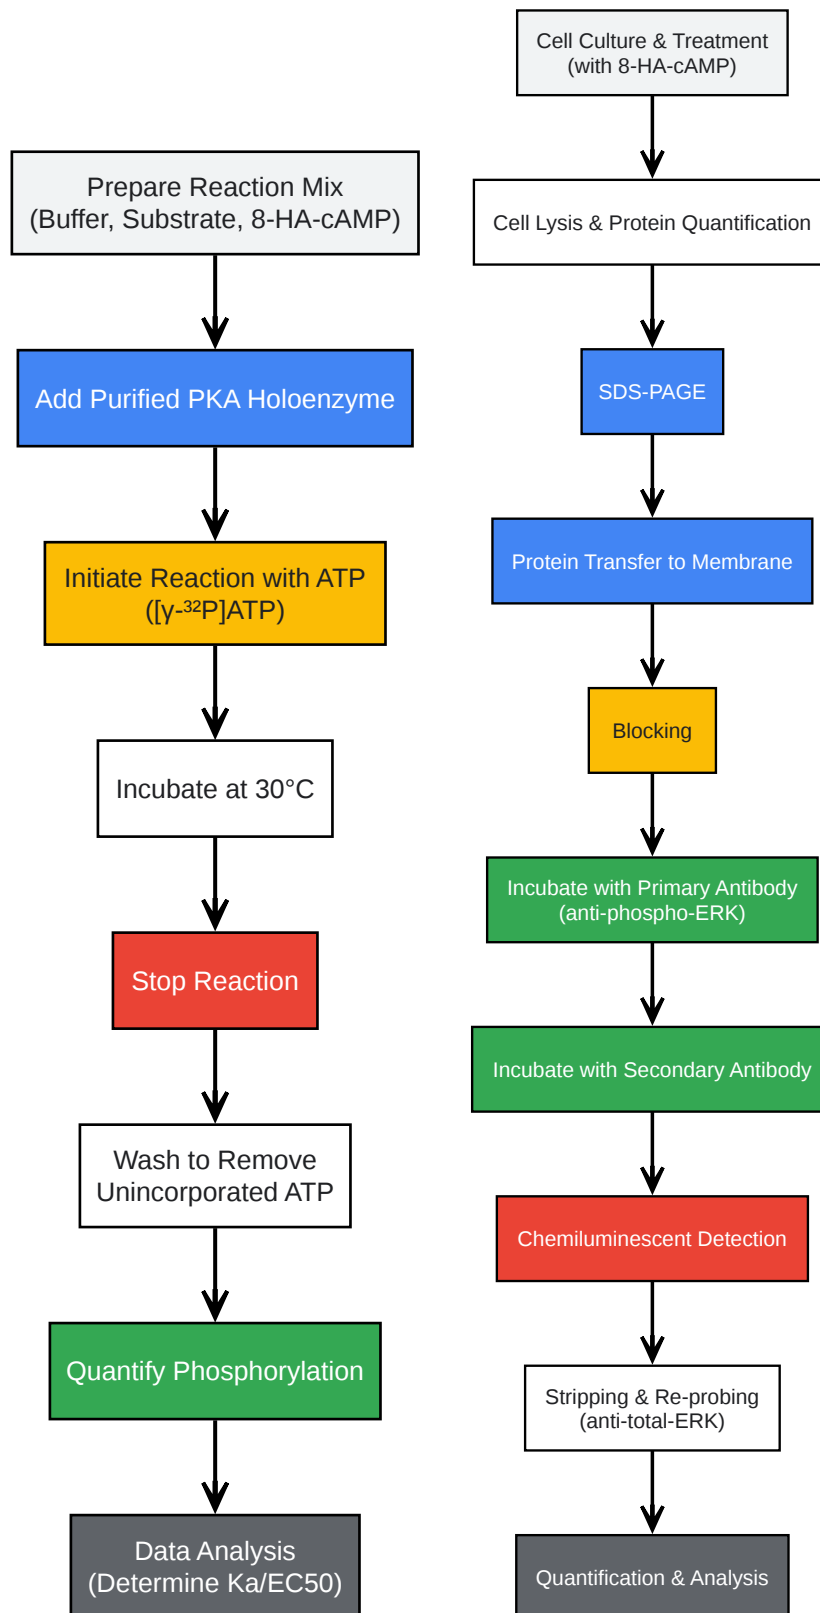 Prepare Reaction Mix
(Buffer, Substrate, 8-HA-cAMP)
Add Purified PKA Holoenzyme
Initiate Reaction with ATP
([γ-³²P]ATP)
Incubate at 30°C
Stop Reaction
Wash to Remove
Unincorporated ATP
Quantify Phosphorylation
Data Analysis
(Determine Ka/EC50)
Cell Culture & Treatment
(with 8-HA-cAMP)
Cell Lysis & Protein Quantification
SDS-PAGE
Protein Transfer to Membrane
Blocking
Incubate with Primary Antibody
(anti-phospho-ERK)
Incubate with Secondary Antibody
Chemiluminescent Detection
Stripping & Re-probing
(anti-total-ERK)
Quantification & Analysis